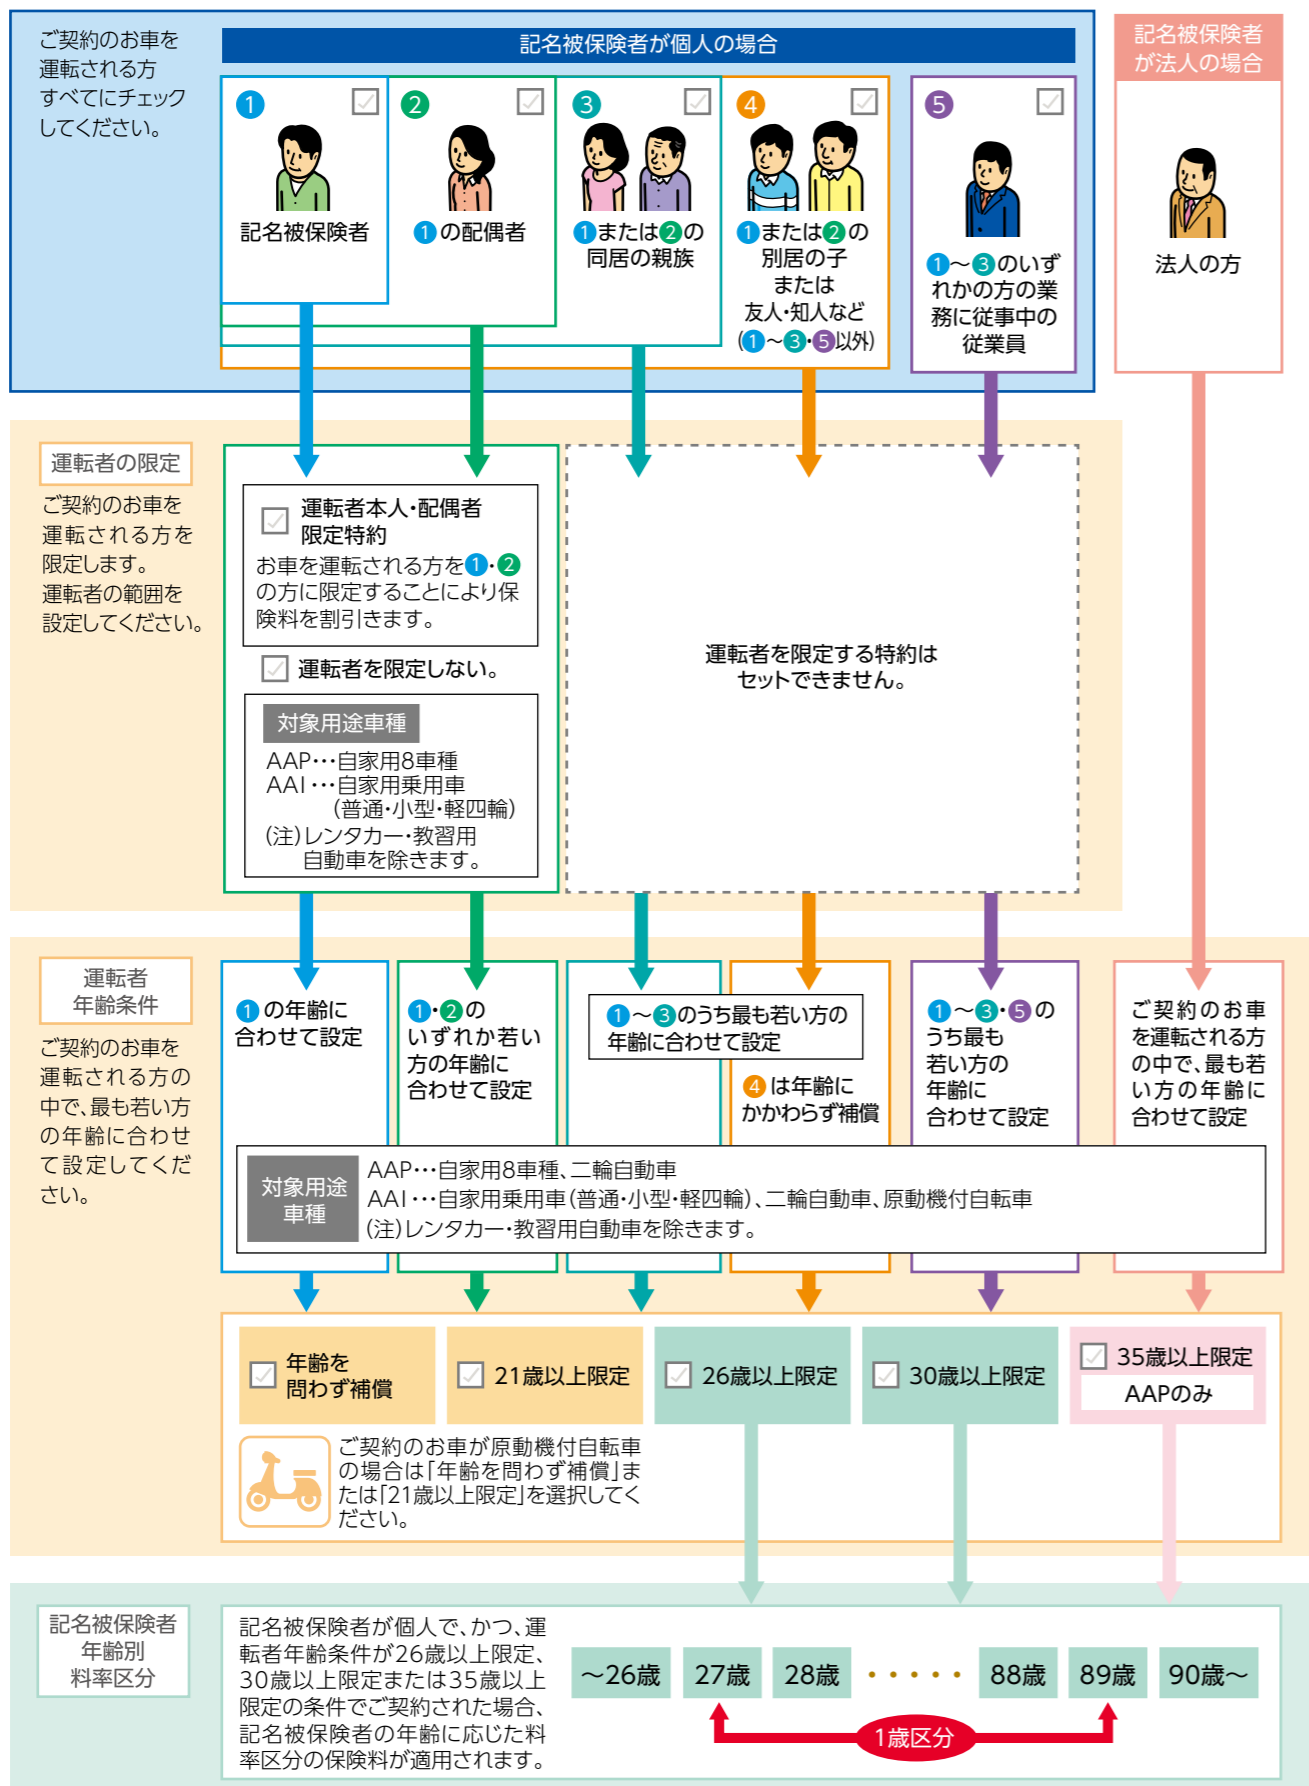 ご契約のお車を
運転される方
すべてにチェック
してください。
記名被保険者が個人の場合
1
記名被保険者
2
1の配偶者
3
1または2の
同居の親族
4
1または2の
別居の子
または
友人・知人など
(1～3・5以外)
5
1～3のいず
れかの方の業
務に従事中の
従業員
記名被保険者
が法人の場合
法人の方
運転者の限定
ご契約のお車を
運転される方を
限定します。
運転者の範囲を
設定してください。
運転者本人・配偶者
限定特約
お車を運転される方を1・2
の方に限定することにより保
険料を割引きます。
運転者を限定しない。
対象用途車種
AAP･･･自家用8車種
AAI･･･自家用乗用車
(普通・小型・軽四輪)
(注)レンタカー・教習用
自動車を除きます。
運転者を限定する特約は
セットできません。
運転者
年齢条件
ご契約のお車を
運転される方の
中で、最も若い方
の年齢に合わせ
て設定してくだ
さい。
1の年齢に
合わせて設定
1・2の
いずれか若い
方の年齢に
合わせて設定
1～3のうち最も若い方の
年齢に合わせて設定
4は年齢に
かかわらず補償
1～3・5の
うち最も
若い方の
年齢に
合わせて設定
ご契約のお車
を運転される方
の中で、最も若
い方の年齢に
合わせて設定
対象用途
車種
AAP･･･自家用8車種、二輪自動車
AAI･･･自家用乗用車(普通・小型・軽四輪)、二輪自動車、原動機付自転車
(注)レンタカー・教習用自動車を除きます。
年齢を
問わず補償
21歳以上限定
26歳以上限定
30歳以上限定
35歳以上限定
AAPのみ
ご契約のお車が原動機付自転車
の場合は「年齢を問わず補償」ま
たは「21歳以上限定」を選択してく
ださい。
記名被保険者
年齢別
料率区分
記名被保険者が個人で、かつ、運
転者年齢条件が26歳以上限定、
30歳以上限定または35歳以上
限定の条件でご契約された場合、
記名被保険者の年齢に応じた料
率区分の保険料が適用されます。
～26歳 27歳 28歳 ・・・・・ 88歳 89歳 90歳～
1歳区分